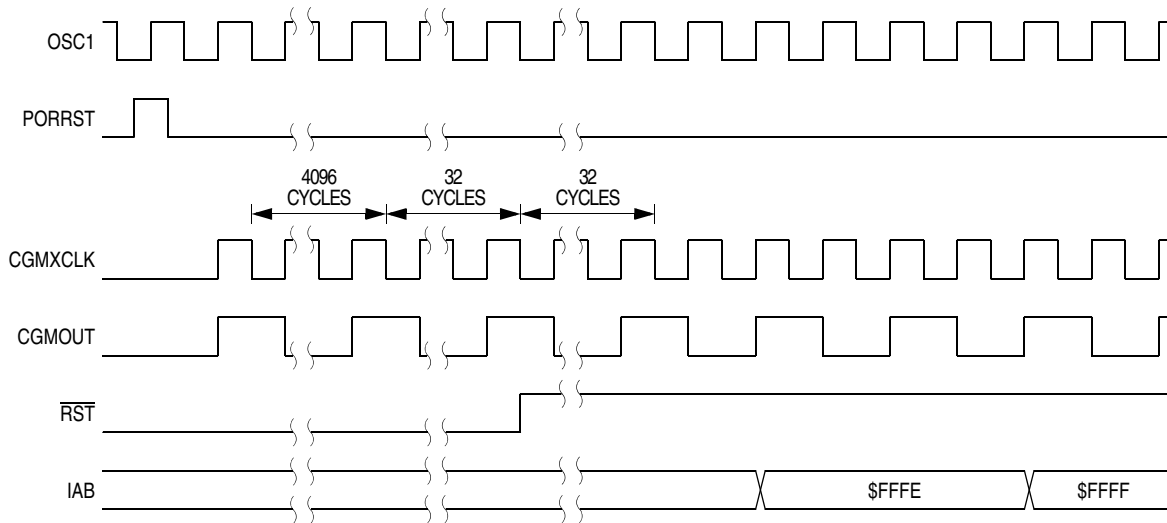 OSC1
PORRST
4096
CYCLES
32
CYCLES
32
CYCLES
CGMXCLK
CGMOUT
RST
IAB
$FFFE
$FFFF